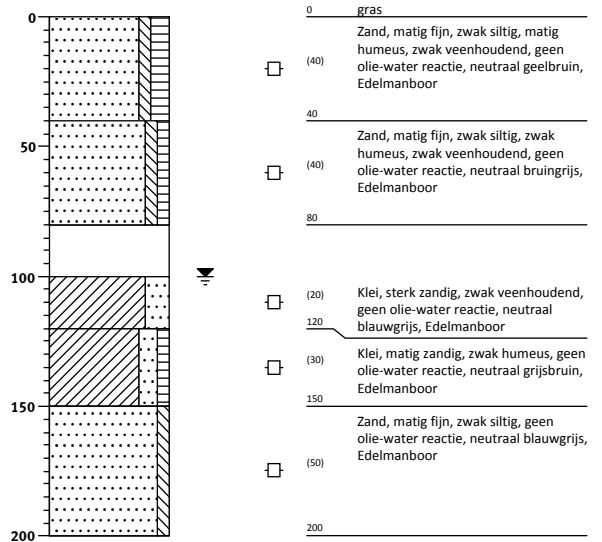 0
50
100
150
200
0 gras
(40) Zand, matig fijn, zwak siltig, matig
humeus, zwak veenhoudend, geen
olie-water reactie, neutraal geelbruin,
Edelmanboor
40
(40) Zand, matig fijn, zwak siltig, zwak
humeus, zwak veenhoudend, geen
olie-water reactie, neutraal bruingrijs,
Edelmanboor
80
(20) Klei, sterk zandig, zwak veenhoudend,
geen olie-water reactie, neutraal
120 blauwgrijs, Edelmanboor
(30) Klei, matig zandig, zwak humeus, geen
olie-water reactie, neutraal grijsbruin,
Edelmanboor
150
Zand, matig fijn, zwak siltig, geen
olie-water reactie, neutraal blauwgrijs,
(50) Edelmanboor
200